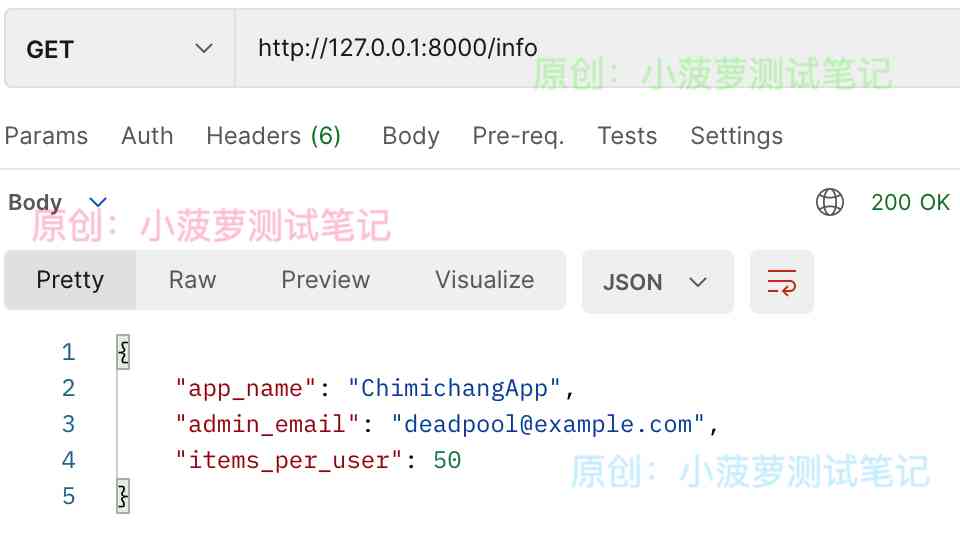 GET http://127.0.0.1:8000/info
原创：小菠萝测试笔记
Params Auth Headers (6) Body Pre-req. Tests Settings
Body 200 OK
原创：小菠萝测试笔记
Pretty Raw Preview Visualize JSON
1 {
2 "app_name": "ChimichangApp",
3 "admin_email": "deadpool@example.com",
4 "items_per_user": 50
原创：小菠萝测试笔记
5 }